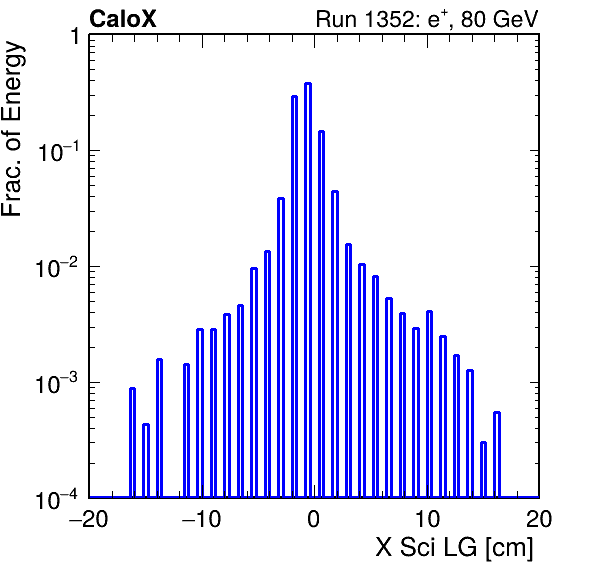 CaloX Run 1352: e⁺, 80 GeV
Frac. of Energy
1
10⁻¹
10⁻²
10⁻³
10⁻⁴
−20 −10 0 10 20
X Sci LG [cm]